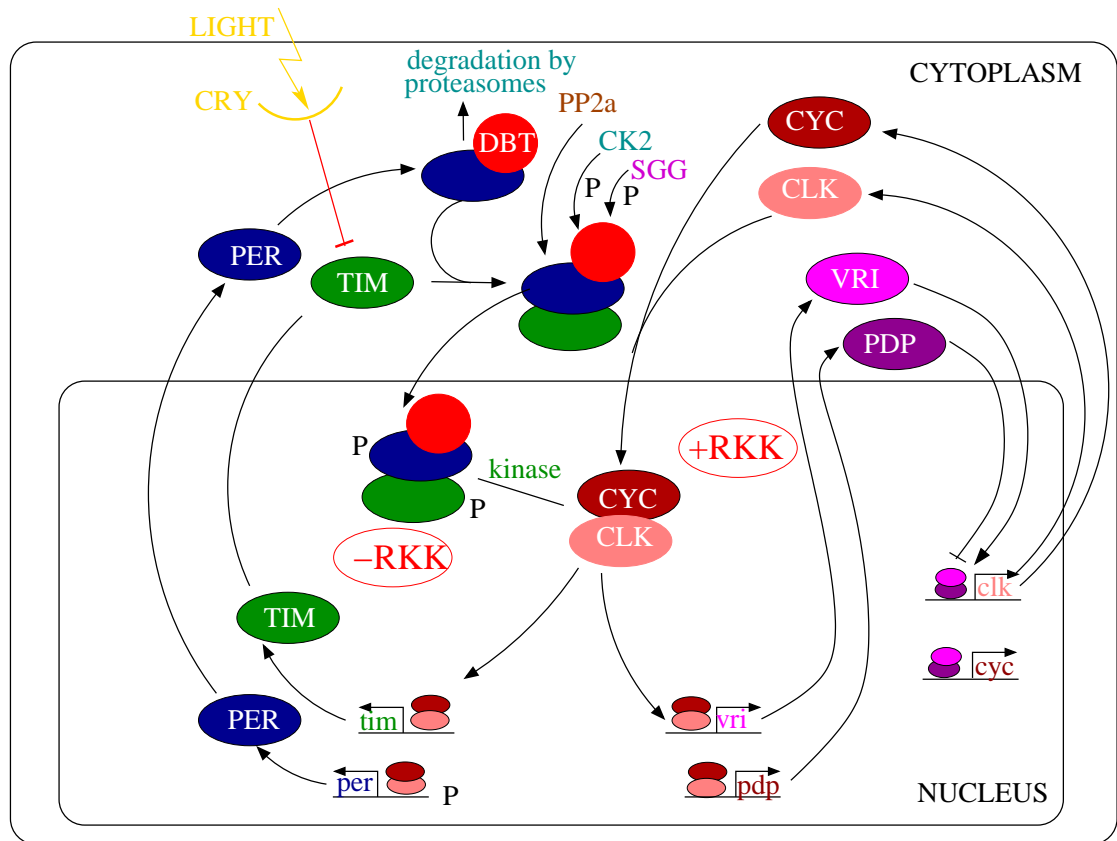 LIGHT
CRY
degradation by
proteasomes
PP2a
CK2
SGG
P
P
DBT
CYTOPLASM
CYC
CLK
PER
TIM
VRI
PDP
P
kinase
P
+RKK
CYC
CLK
−RKK
TIM
clk
cyc
PER
tim
vri
per
P
pdp
NUCLEUS